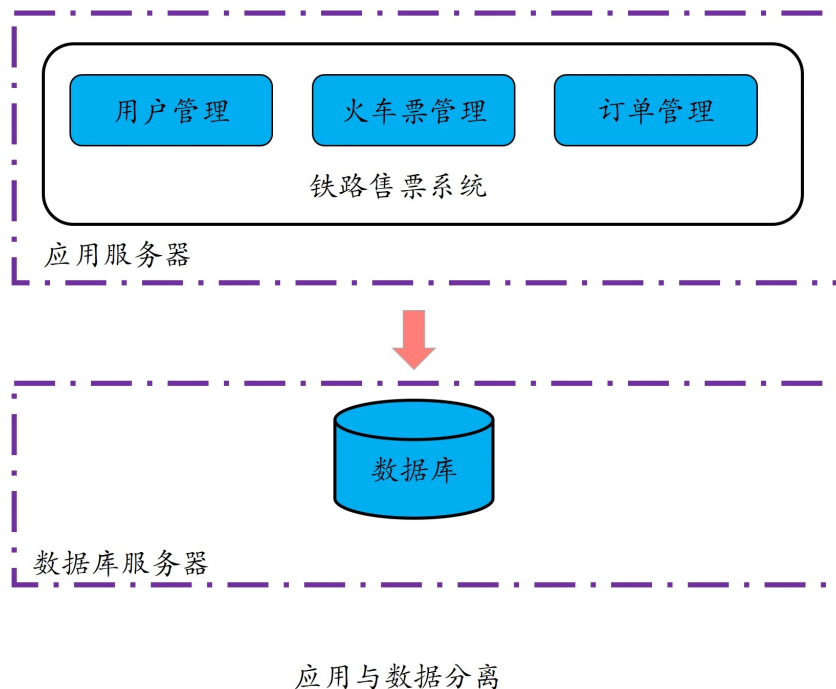 用户管理 火车票管理 订单管理
铁路售票系统
应用服务器
数据库
数据库服务器
应用与数据分离